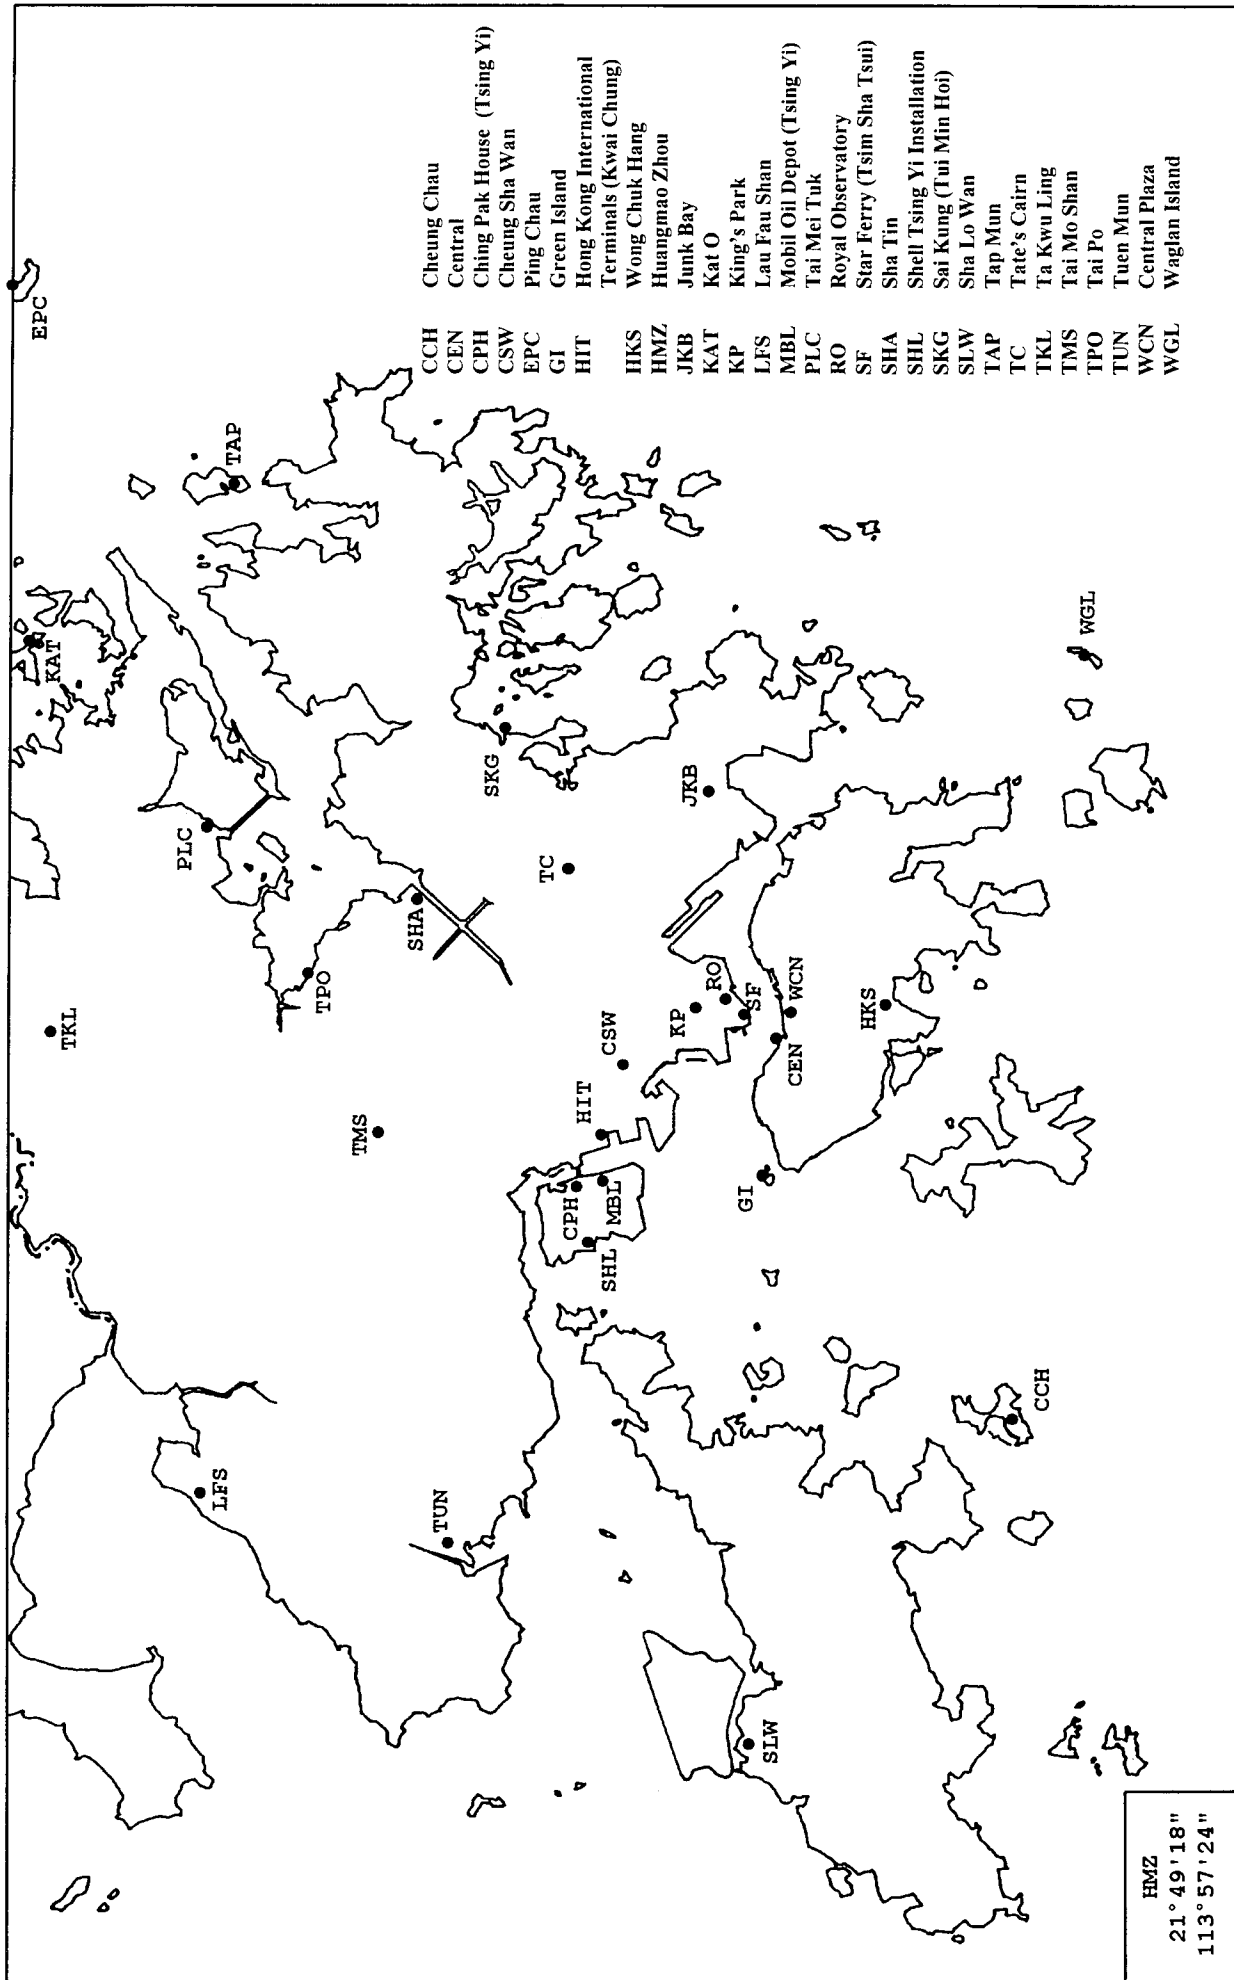 EPC
KAT
TAP
TKL
PLC
LFS
TPO
TMS
SHA
TUN
SKG
TC
CPH
HIT
CSW
SHL
MBL
JKB
KP
RO
SF
SLW
GI
CEN
WCN
HKS
CCH
WGL
HMZ
21°49'18"
113°57'24"
CCH Cheung Chau
CEN Central
CPH Ching Pak House (Tsing Yi)
CSW Cheung Sha Wan
EPC Ping Chau
GI Green Island
HIT Hong Kong International
Terminals (Kwai Chung)
HKS Wong Chuk Hang
HMZ Huangmao Zhou
JKB Junk Bay
KAT Kat O
KP King's Park
LFS Lau Fau Shan
MBL Mobil Oil Depot (Tsing Yi)
PLC Tai Mei Tuk
RO Royal Observatory
SF Star Ferry (Tsim Sha Tsui)
SHA Sha Tin
SHL Shell Tsing Yi Installation
SKG Sai Kung (Tui Min Hoi)
SLW Sha Lo Wan
TAP Tap Mun
TC Tate's Cairn
TKL Ta Kwu Ling
TMS Tai Mo Shan
TPO Tai Po
TUN Tuen Mun
WCN Central Plaza
WGL Waglan Island